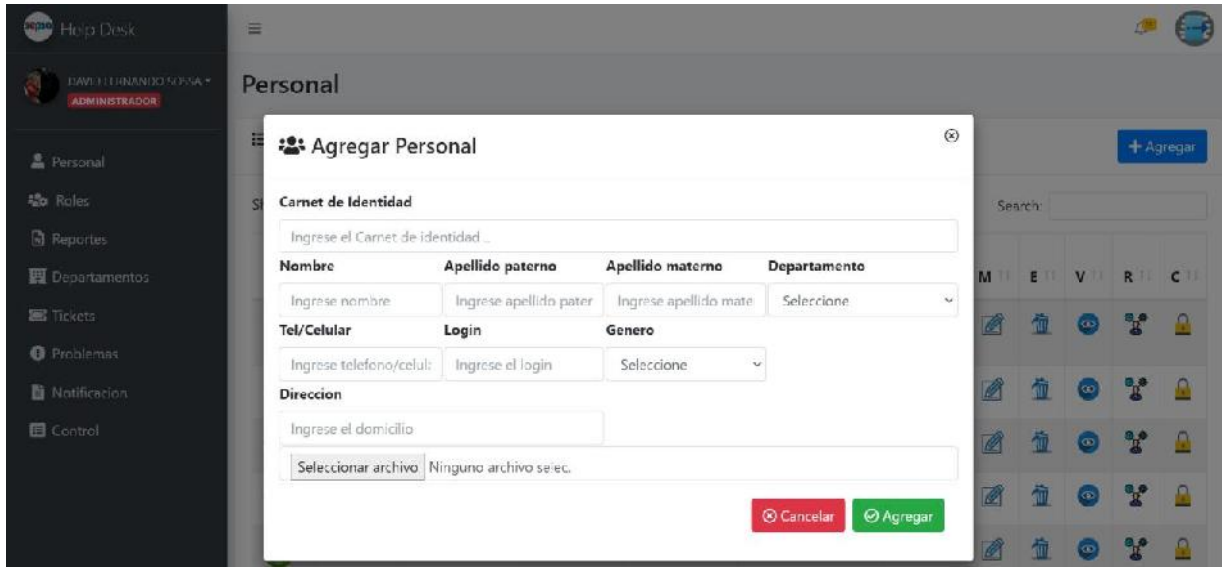 Help Desk
ADMINISTRADOR
Personal
Roles
Reportes
Departamentos
Tickets
Problemas
Notificacion
Control
Personal
+ Agregar
Search:
M E V R C
Agregar Personal
Carnet de Identidad
Ingrese el Carnet de identidad ..
Nombre Apellido paterno Apellido materno Departamento
Ingrese nombre Ingrese apellido pater Ingrese apellido mate Seleccione
Tel/Celular Login Genero
Ingrese telefono/celul Ingrese el login Seleccione
Direccion
Ingrese el domicilio
Seleccionar archivo Ninguno archivo selec.
Cancelar Agregar